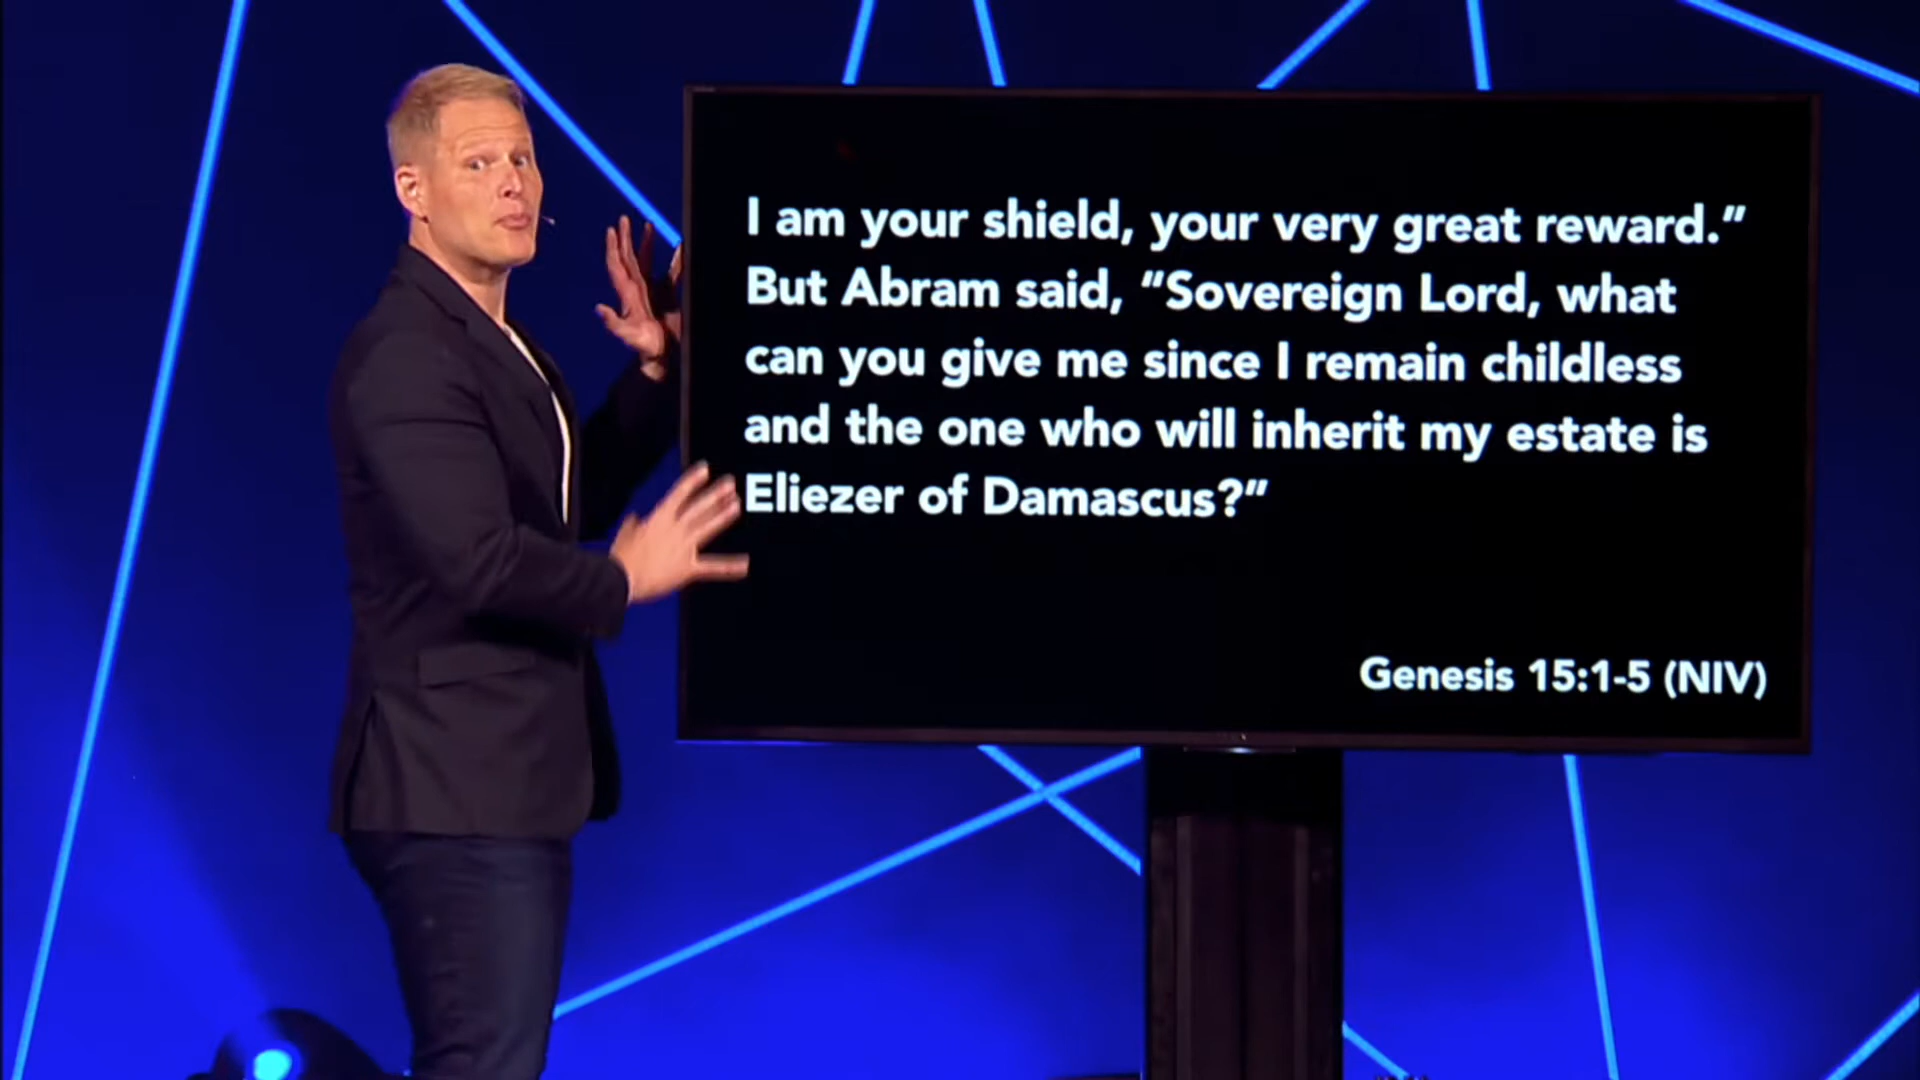 I am your shield, your very great reward.”
But Abram said, “Sovereign Lord, what
can you give me since I remain childless
and the one who will inherit my estate is
Eliezer of Damascus?”
Genesis 15:1-5 (NIV)